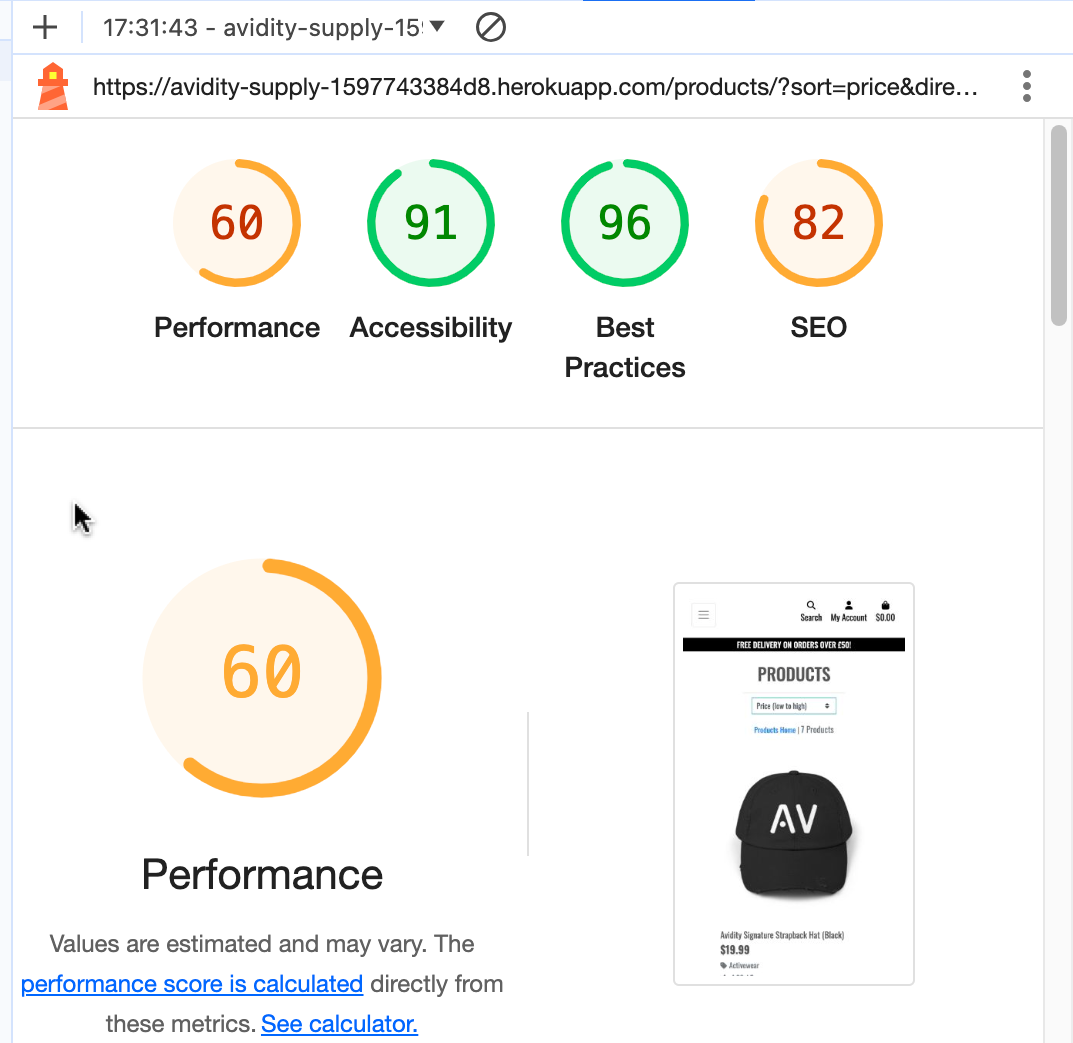 17:31:43 - avidity-supply-15
https://avidity-supply-1597743384d8.herokuapp.com/products/?sort=price&dire…
60
91
96
82
Performance
Accessibility
Best
Practices
SEO
60
Performance
Values are estimated and may vary. The
performance score is calculated directly from
these metrics. See calculator.
Search My Account $0.00
FREE DELIVERY ON ORDERS OVER £50!
PRODUCTS
Price (low to high)
Products Home | 7 Products
AV
Avidity Signature Strapback Hat (Black)
$19.99
Activewear